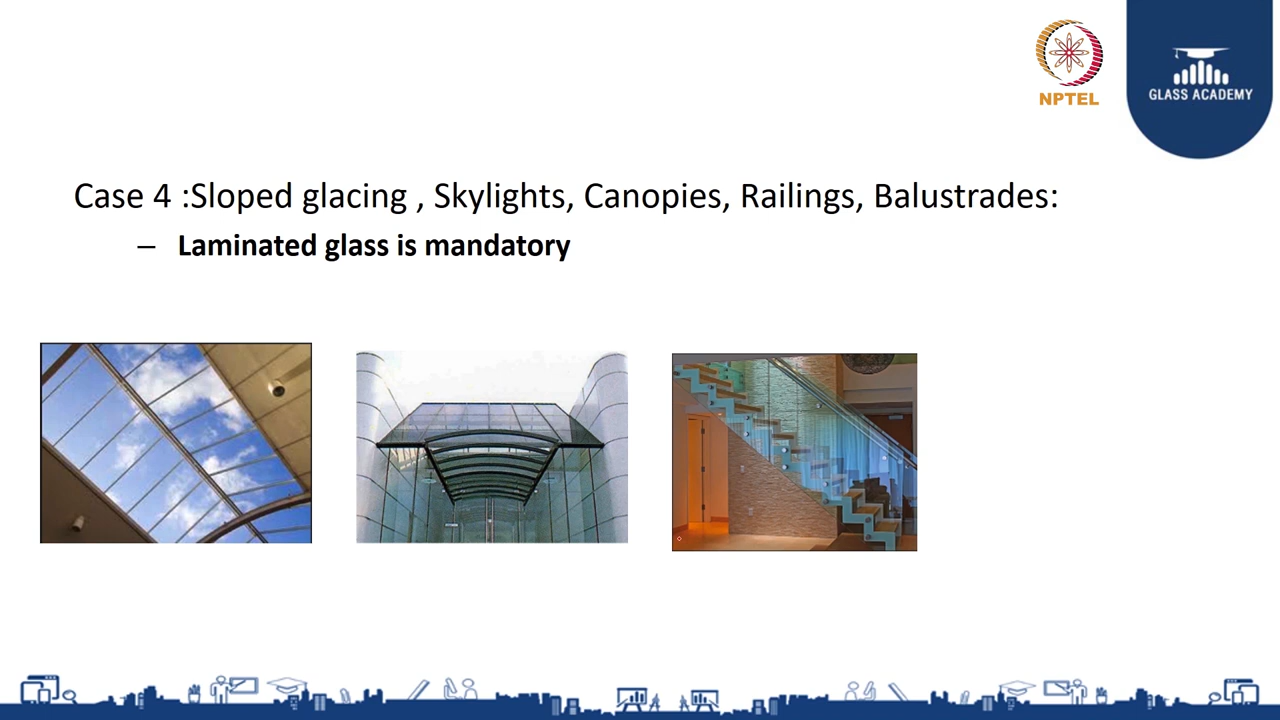 NPTEL
GLASS ACADEMY
Case 4 :Sloped glacing , Skylights, Canopies, Railings, Balustrades:
– Laminated glass is mandatory